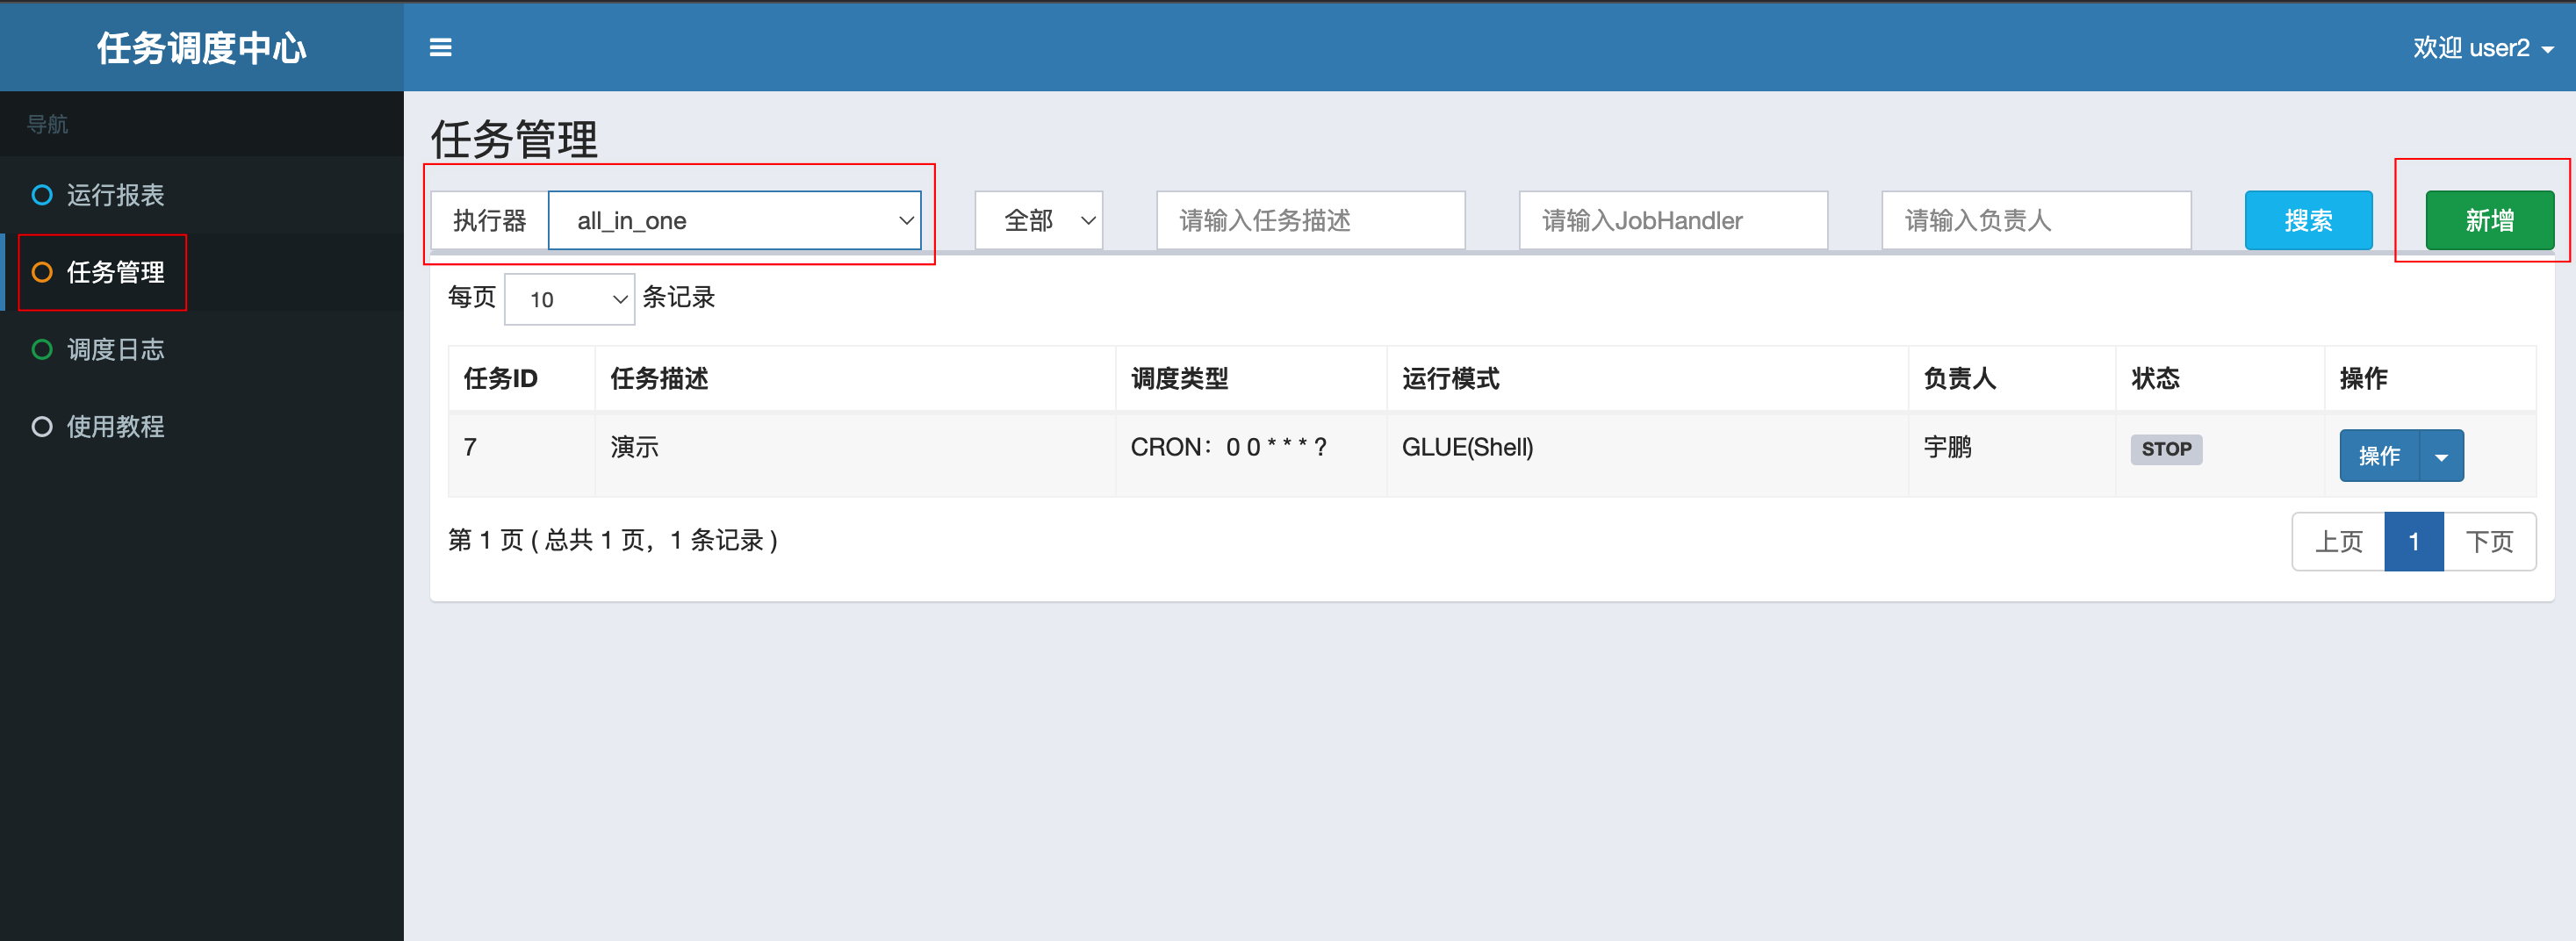 任务调度中心
欢迎 user2
导航
运行报表
任务管理
调度日志
使用教程
任务管理
执行器 all_in_one 全部 请输入任务描述 请输入JobHandler 请输入负责人 搜索 新增
每页 10 条记录
任务ID 任务描述 调度类型 运行模式 负责人 状态 操作
7 演示 CRON：0 0 * * * ? GLUE(Shell) 宇鹏 STOP 操作
第 1 页 ( 总共 1 页，1 条记录 )
上页 1 下页